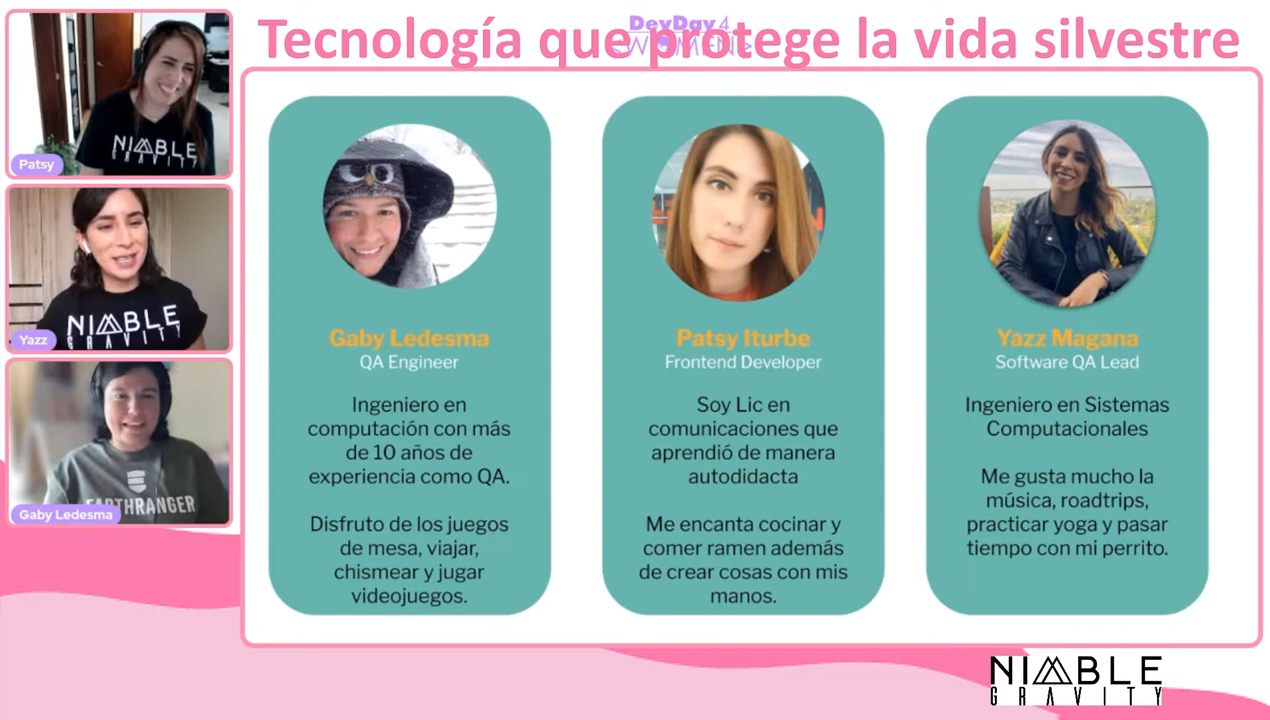 DevDay4
<W♀MEN>
Tecnología que protege la vida silvestre
NIMBLE
GRAVITY
Patsy
NIMBLE
GRAVITY
Yazz
EARTHRANGER
Gaby Ledesma
Gaby Ledesma
QA Engineer
Ingeniero en
computación con más
de 10 años de
experiencia como QA.
Disfruto de los juegos
de mesa, viajar,
chismear y jugar
videojuegos.
Patsy Iturbe
Frontend Developer
Soy Lic en
comunicaciones que
aprendió de manera
autodidacta
Me encanta cocinar y
comer ramen además
de crear cosas con mis
manos.
Yazz Magana
Software QA Lead
Ingeniero en Sistemas
Computacionales
Me gusta mucho la
música, roadtrips,
practicar yoga y pasar
tiempo con mi perrito.
NIMBLE
GRAVITY